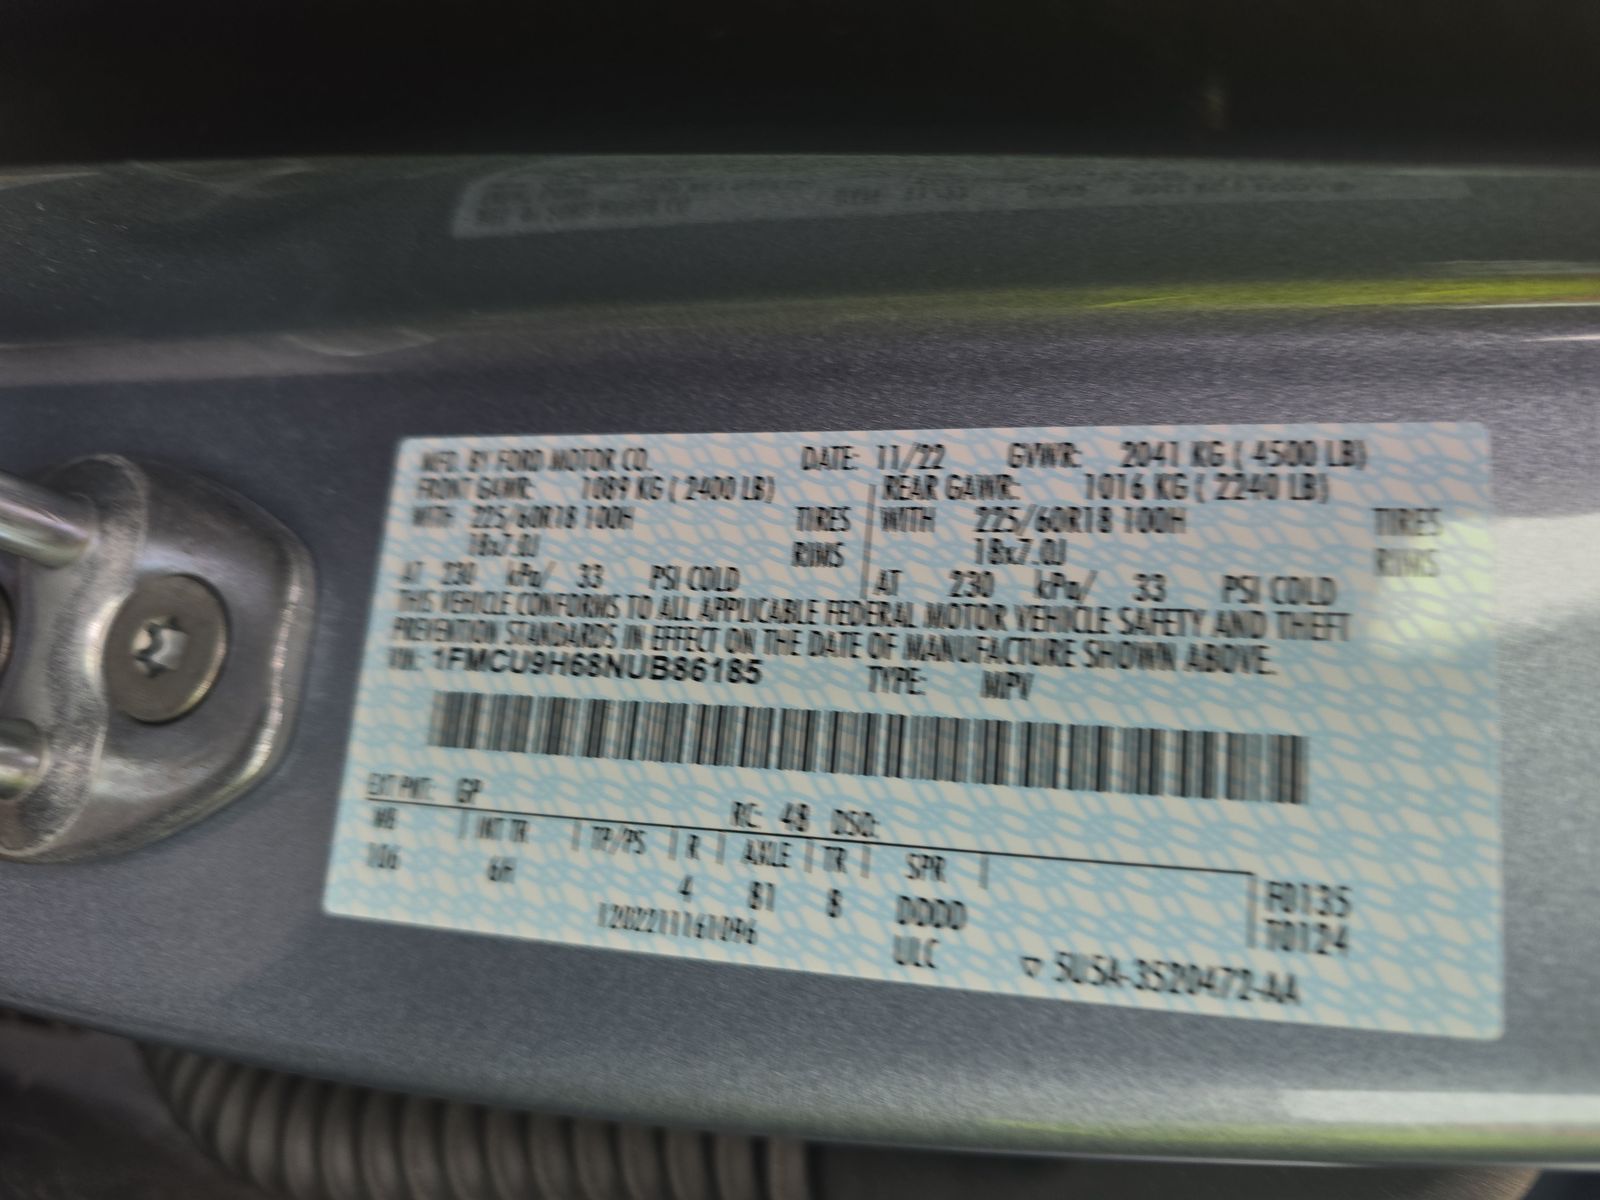 MFD. BY FORD MOTOR CO. DATE: 11/22 GVWR: 2041 KG ( 4500 LB)
FRONT GAWR: 1089 KG ( 2400 LB) REAR GAWR: 1016 KG ( 2240 LB)
WITH 225/60R18 100H TIRES WITH 225/60R18 100H TIRES
18x7.0J RIMS 18x7.0J RIMS
AT 230 kPa/ 33 PSI COLD AT 230 kPa/ 33 PSI COLD
THIS VEHICLE CONFORMS TO ALL APPLICABLE FEDERAL MOTOR VEHICLE SAFETY AND THEFT
PREVENTION STANDARDS IN EFFECT ON THE DATE OF MANUFACTURE SHOWN ABOVE.
VIN: 1FMCU9H68NUB86185 TYPE: MPV
EXT PNT: GP RC: 48 DSO:
WB INT TR TP/PS R AXLE TR SPR
106 6H 4 B1 8 DDDD F0135
1202211161096 ULC T0124
▽ 5U5A-3520472-AA